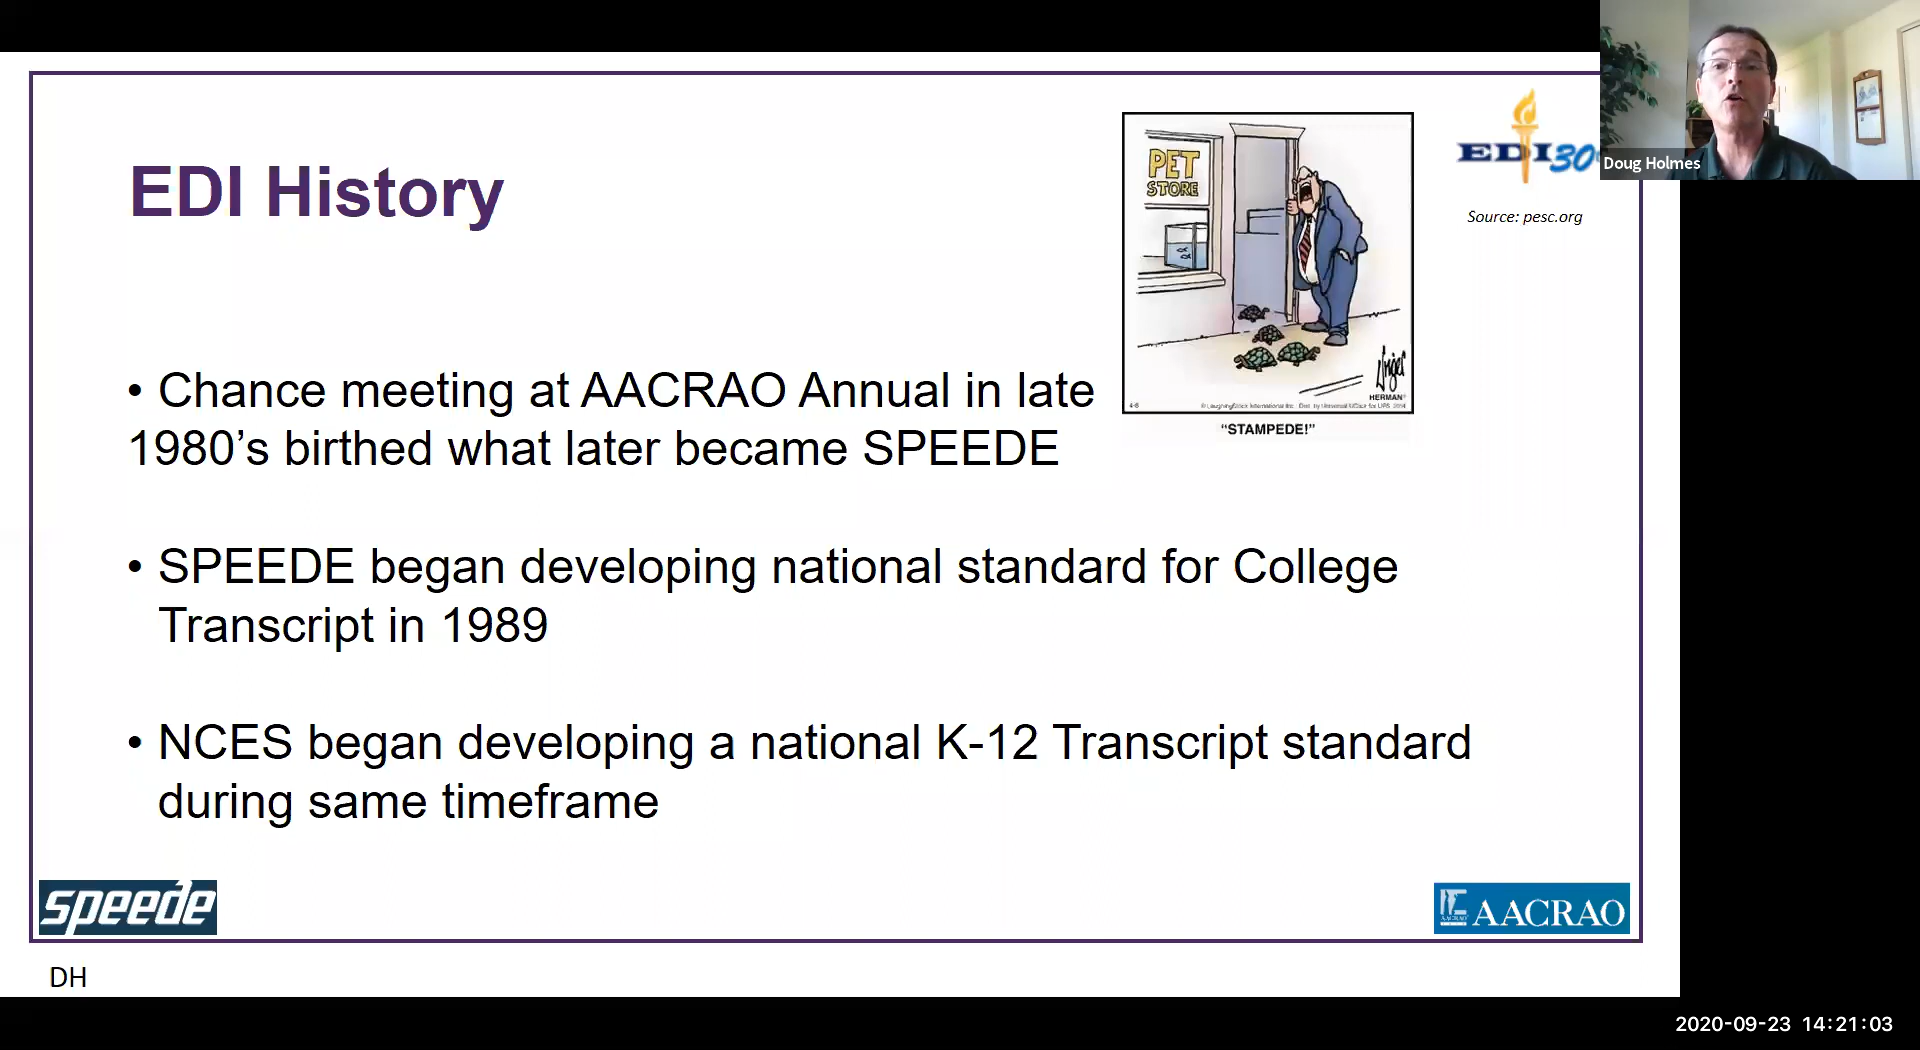 EDI History
PET
STORE
HERMAN®
4-8
"STAMPEDE!"
EDI30
Source: pesc.org
Doug Holmes
• Chance meeting at AACRAO Annual in late
1980’s birthed what later became SPEEDE
• SPEEDE began developing national standard for College
Transcript in 1989
• NCES began developing a national K-12 Transcript standard
during same timeframe
speede
AACRAO
DH
2020-09-23 14:21:03